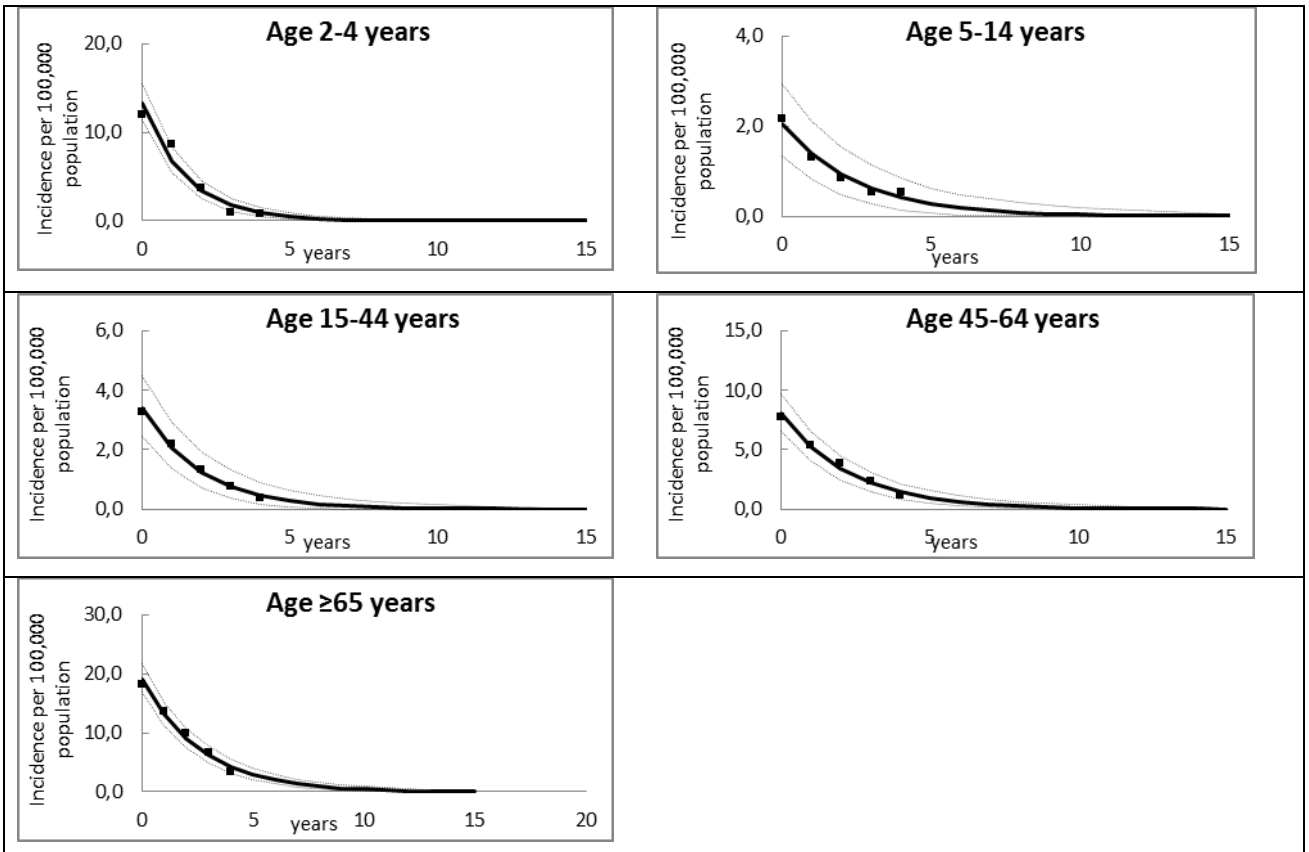 Age 2-4 years
Incidence per 100,000
population
20,0
10,0
0,0
0 5 10 15
years
Age 5-14 years
Incidence per 100,000
population
4,0
2,0
0,0
0 5 10 15
years
Age 15-44 years
Incidence per 100,000
population
6,0
4,0
2,0
0,0
0 5 10 15
years
Age 45-64 years
Incidence per 100,000
population
15,0
10,0
5,0
0,0
0 5 10 15
years
Age ≥65 years
Incidence per 100,000
population
30,0
20,0
10,0
0,0
0 5 10 15 20
years